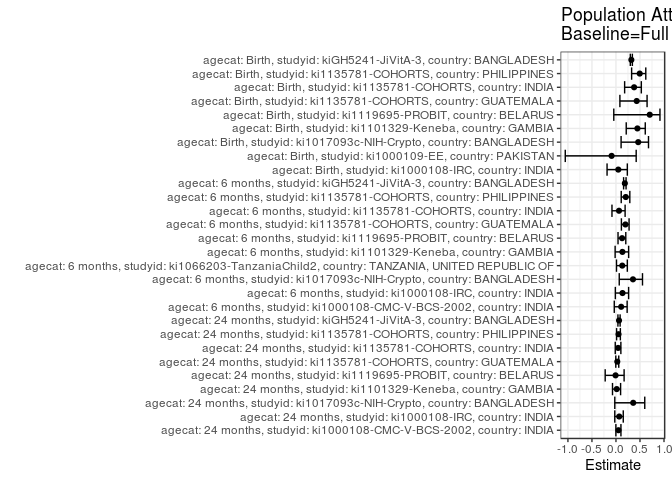 Population Att
Baseline=Full
agecat: Birth, studyid: kiGH5241-JiVitA-3, country: BANGLADESH
agecat: Birth, studyid: ki1135781-COHORTS, country: PHILIPPINES
agecat: Birth, studyid: ki1135781-COHORTS, country: INDIA
agecat: Birth, studyid: ki1135781-COHORTS, country: GUATEMALA
agecat: Birth, studyid: ki1119695-PROBIT, country: BELARUS
agecat: Birth, studyid: ki1101329-Keneba, country: GAMBIA
agecat: Birth, studyid: ki1017093c-NIH-Crypto, country: BANGLADESH
agecat: Birth, studyid: ki1000109-EE, country: PAKISTAN
agecat: Birth, studyid: ki1000108-IRC, country: INDIA
agecat: 6 months, studyid: kiGH5241-JiVitA-3, country: BANGLADESH
agecat: 6 months, studyid: ki1135781-COHORTS, country: PHILIPPINES
agecat: 6 months, studyid: ki1135781-COHORTS, country: INDIA
agecat: 6 months, studyid: ki1135781-COHORTS, country: GUATEMALA
agecat: 6 months, studyid: ki1119695-PROBIT, country: BELARUS
agecat: 6 months, studyid: ki1101329-Keneba, country: GAMBIA
agecat: 6 months, studyid: ki1066203-TanzaniaChild2, country: TANZANIA, UNITED REPUBLIC OF
agecat: 6 months, studyid: ki1017093c-NIH-Crypto, country: BANGLADESH
agecat: 6 months, studyid: ki1000108-IRC, country: INDIA
agecat: 6 months, studyid: ki1000108-CMC-V-BCS-2002, country: INDIA
agecat: 24 months, studyid: kiGH5241-JiVitA-3, country: BANGLADESH
agecat: 24 months, studyid: ki1135781-COHORTS, country: PHILIPPINES
agecat: 24 months, studyid: ki1135781-COHORTS, country: INDIA
agecat: 24 months, studyid: ki1135781-COHORTS, country: GUATEMALA
agecat: 24 months, studyid: ki1119695-PROBIT, country: BELARUS
agecat: 24 months, studyid: ki1101329-Keneba, country: GAMBIA
agecat: 24 months, studyid: ki1017093c-NIH-Crypto, country: BANGLADESH
agecat: 24 months, studyid: ki1000108-IRC, country: INDIA
agecat: 24 months, studyid: ki1000108-CMC-V-BCS-2002, country: INDIA
-1.0 -0.5 0.0 0.5 1.0
Estimate